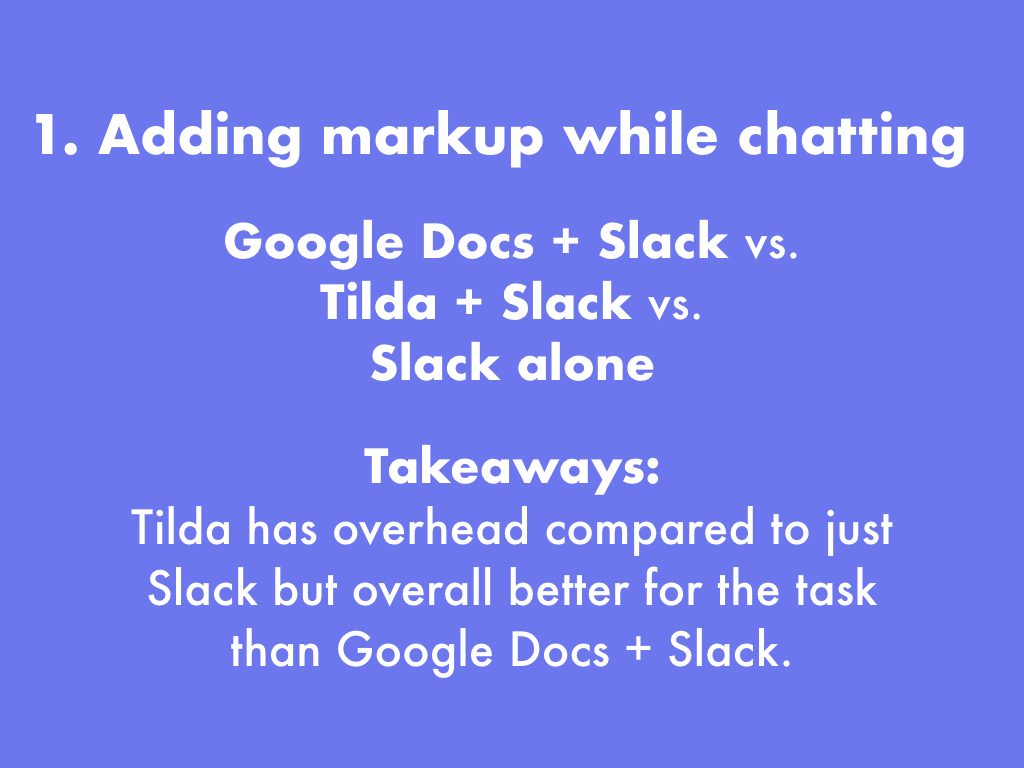 1. Adding markup while chatting
Google Docs + Slack vs.
Tilda + Slack vs.
Slack alone
Takeaways:
Tilda has overhead compared to just
Slack but overall better for the task
than Google Docs + Slack.